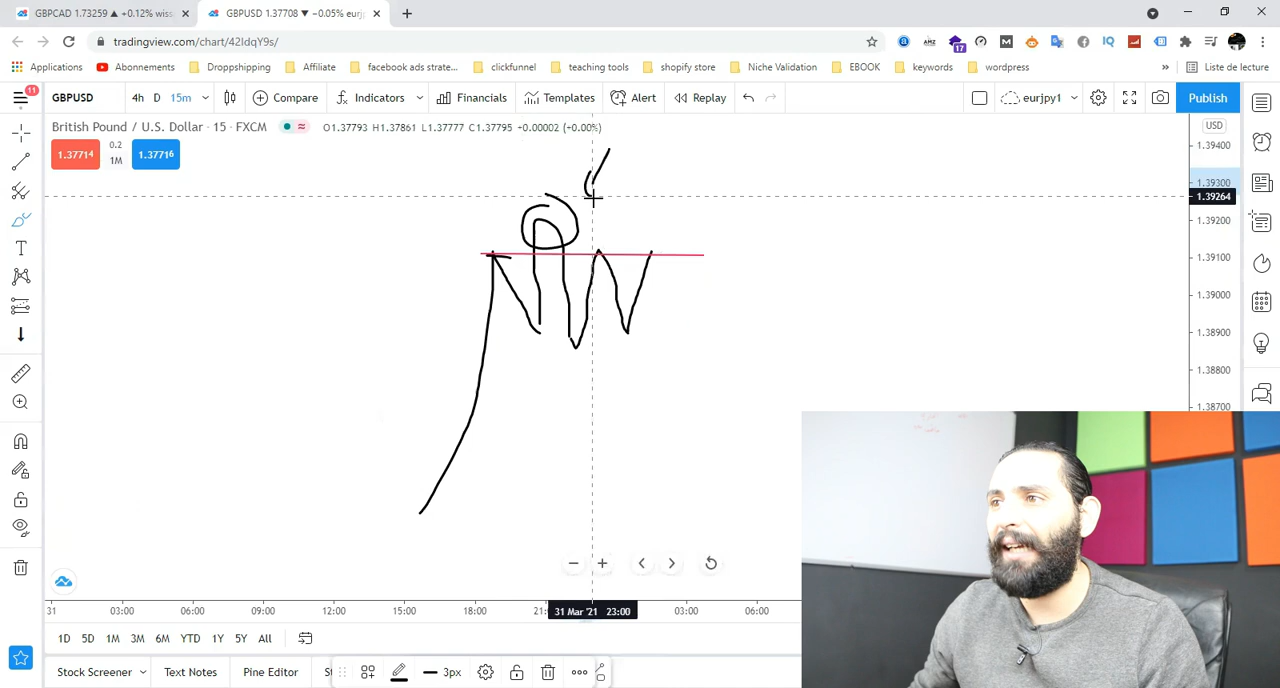 GBPCAD 1.73259 ▲ +0.12% wiss
GBPUSD 1.37708 ▼ −0.05% eurjp
tradingview.com/chart/42IdqY9s/
17
Applications
Abonnements
Droppshipping
Affiliate
facebook ads strate...
clickfunnel
teaching tools
shopify store
Niche Validation
EBOOK
keywords
wordpress
»
Liste de lecture
11
GBPUSD
4h D 15m
Compare
Indicators
Financials
Templates
Alert
Replay
eurjpy1
Publish
British Pound / U.S. Dollar · 15 · FXCM
O1.37793 H1.37861 L1.37777 C1.37795 +0.00002 (+0.00%)
1.37714
0.2
1M
1.37716
USD
1.39400
1.39300
1.39264
1.39200
1.39100
1.39000
1.38900
1.38800
1.38700
31 03:00 06:00 09:00 12:00 15:00 18:00 21: 31 Mar '21 23:00 03:00 06:00
1D 5D 1M 3M 6M YTD 1Y 5Y All
Stock Screener
Text Notes
Pine Editor
3px